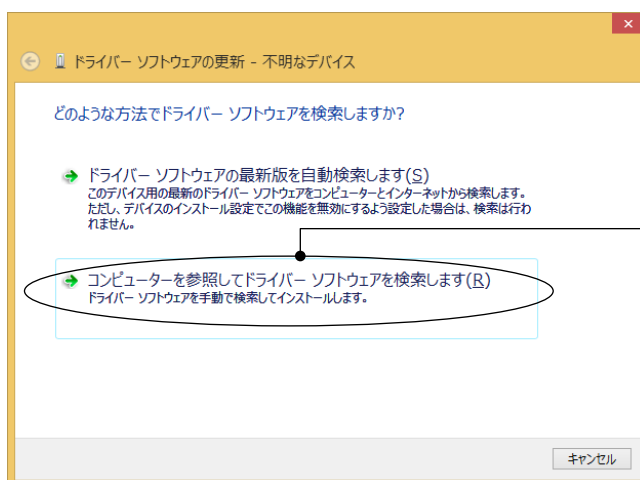 ドライバー ソフトウェアの更新 - 不明なデバイス
どのような方法でドライバー ソフトウェアを検索しますか?
ドライバー ソフトウェアの最新版を自動検索します(S)
このデバイス用の最新のドライバー ソフトウェアをコンピューターとインターネットから検索します。
ただし、デバイスのインストール設定でこの機能を無効にするよう設定した場合は、検索は行わ
れません。
コンピューターを参照してドライバー ソフトウェアを検索します(R)
ドライバー ソフトウェアを手動で検索してインストールします。
キャンセル